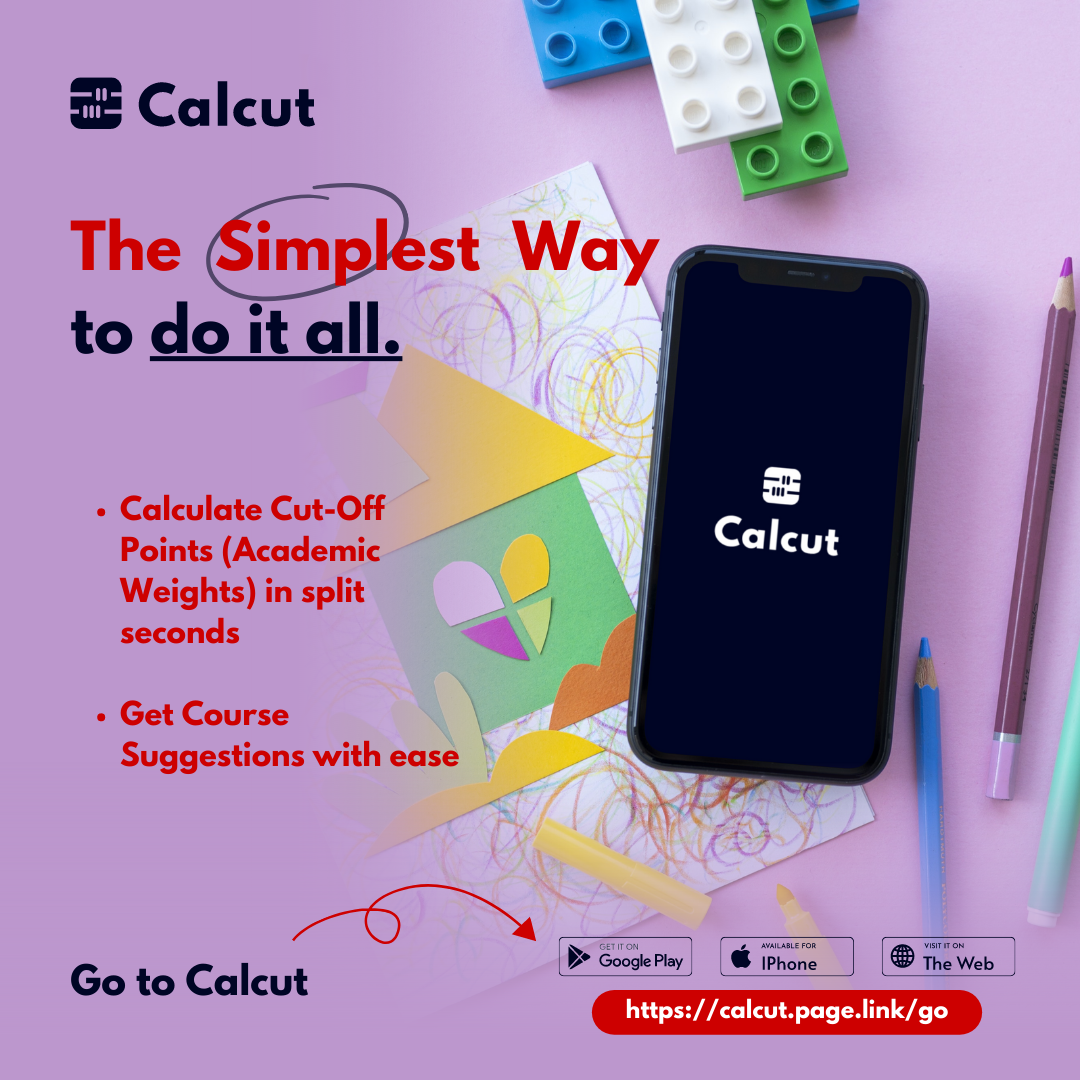 Calcut
The Simplest Way
to do it all.
• Calculate Cut-Off
Points (Academic
Weights) in split
seconds
• Get Course
Suggestions with ease
Calcut
Go to Calcut
GET IT ON
Google Play
AVAILABLE FOR
IPhone
VISIT IT ON
The Web
https://calcut.page.link/go